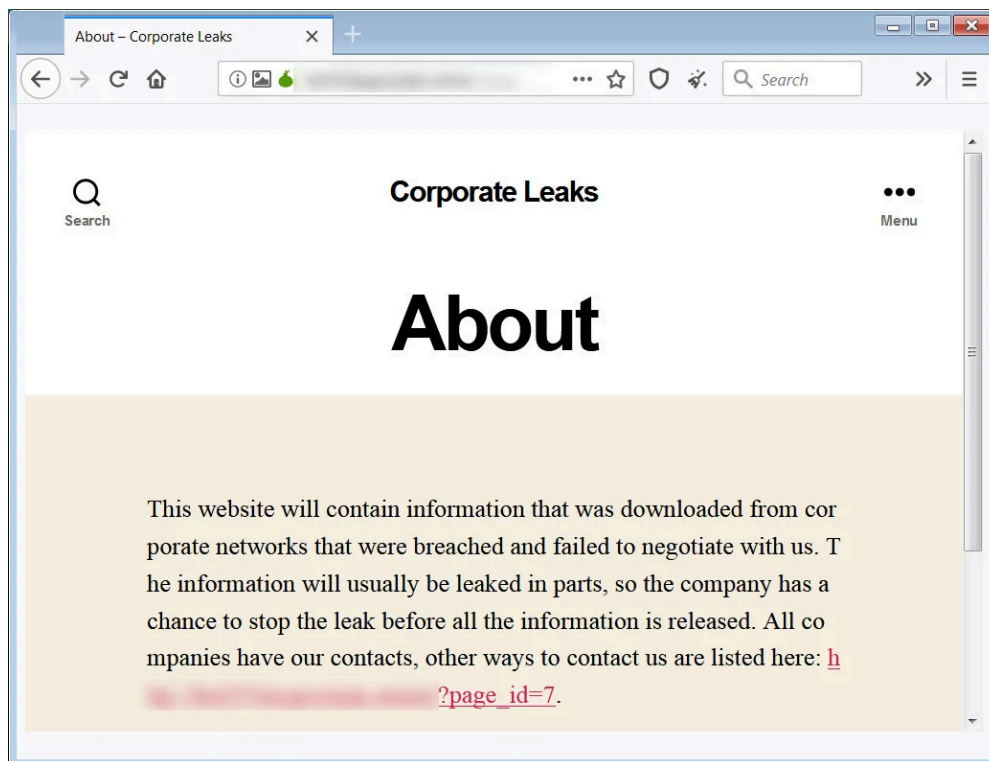 About – Corporate Leaks
Search
Corporate Leaks
Search
Menu
About
This website will contain information that was downloaded from cor
porate networks that were breached and failed to negotiate with us. T
he information will usually be leaked in parts, so the company has a
chance to stop the leak before all the information is released. All co
mpanies have our contacts, other ways to contact us are listed here: h
?page_id=7.